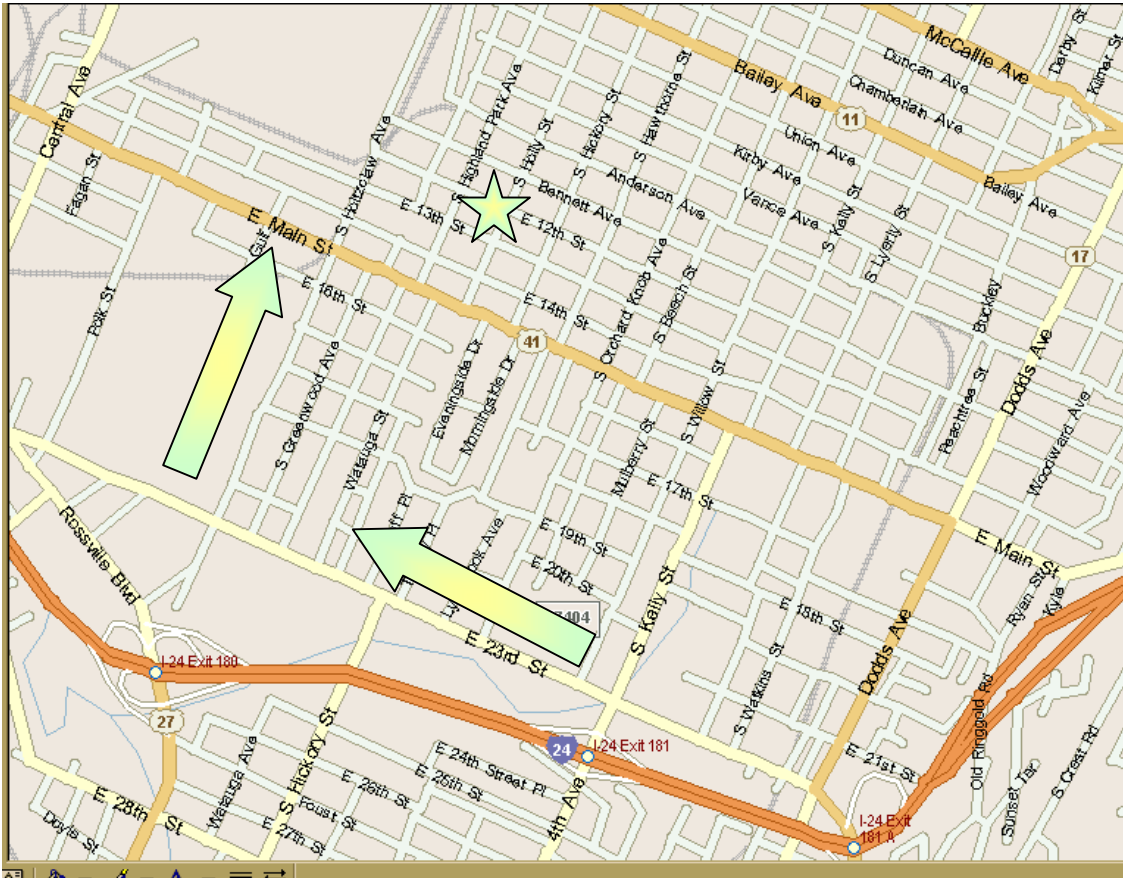 McCallie Ave
Derby St
Kilmer St
Duncan Ave
Bailey Ave
Chamberlain Ave
11
Central Ave
S Highland Park Ave
S Hawthorne St
S Hickory St
Union Ave
S Holtzclaw Ave
S Holly St
Kirby Ave
Fagan St
Anderson Ave
Bailey Ave
Bennett Ave
Vance Ave
S Kelly St
E 13th St
E 12th St
S Lyerly St
E Main St
Gulf
17
S Orchard Knob Ave
S Beech St
Buckley
E 16th St
E 14th St
Polk St
41
Dodds Ave
S Greenwood Ave
Eveningside Dr
Morningside Dr
S Willow St
Peachtree St
Woodward Ave
Watauga St
Mulberry St
E 17th St
Rossville Blvd
ff Pl
Pl
ook Ave
E 19th St
E Main St
E 20th St
Ryan St
Kyle
S Kelly St
7404
E 18th St
E 23rd St
Dodds Ave
I-24 Exit 180
S Watkins St
Old Ringgold Rd
S Crest Rd
27
S Hickory St
24
I-24 Exit 181
Watauga Ave
E 24th Street Pl
E 21st St
E 26th St
E 25th St
Sunset Ter
E 28th St
Foust St
4th Ave
I-24 Exit
181 A
Doyle St
E 27th St